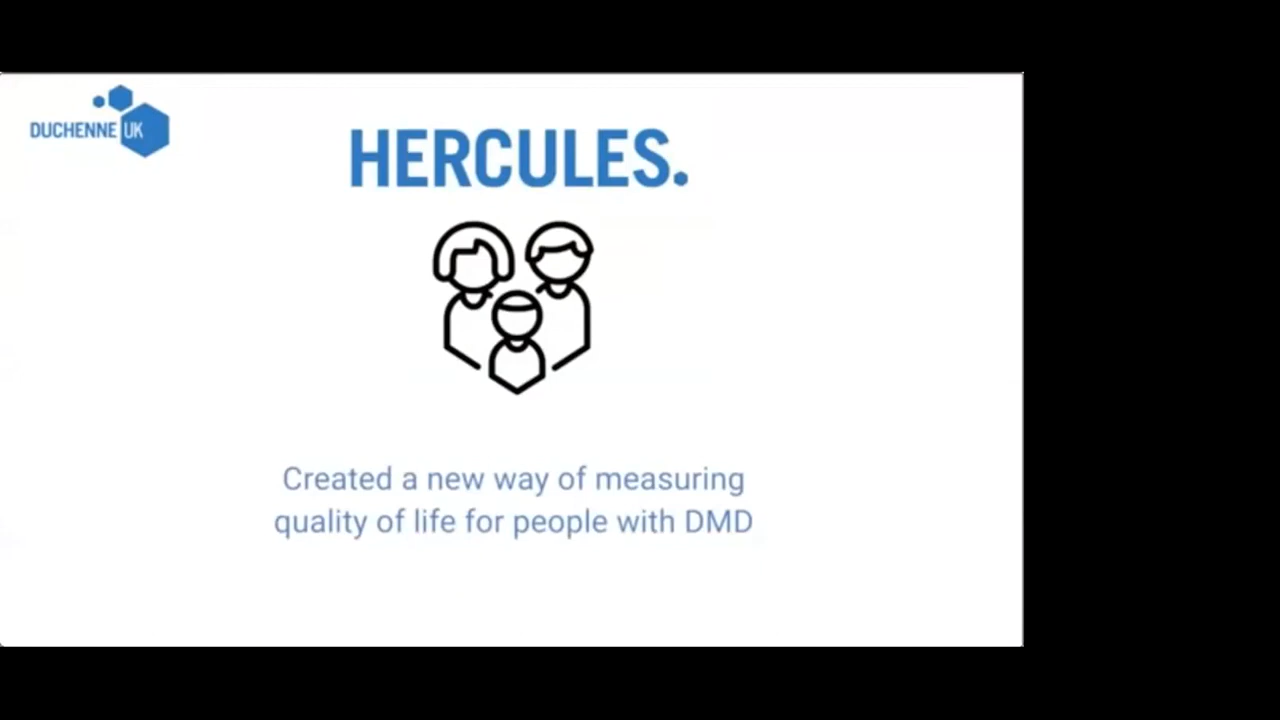 DUCHENNE UK
HERCULES.
Created a new way of measuring
quality of life for people with DMD